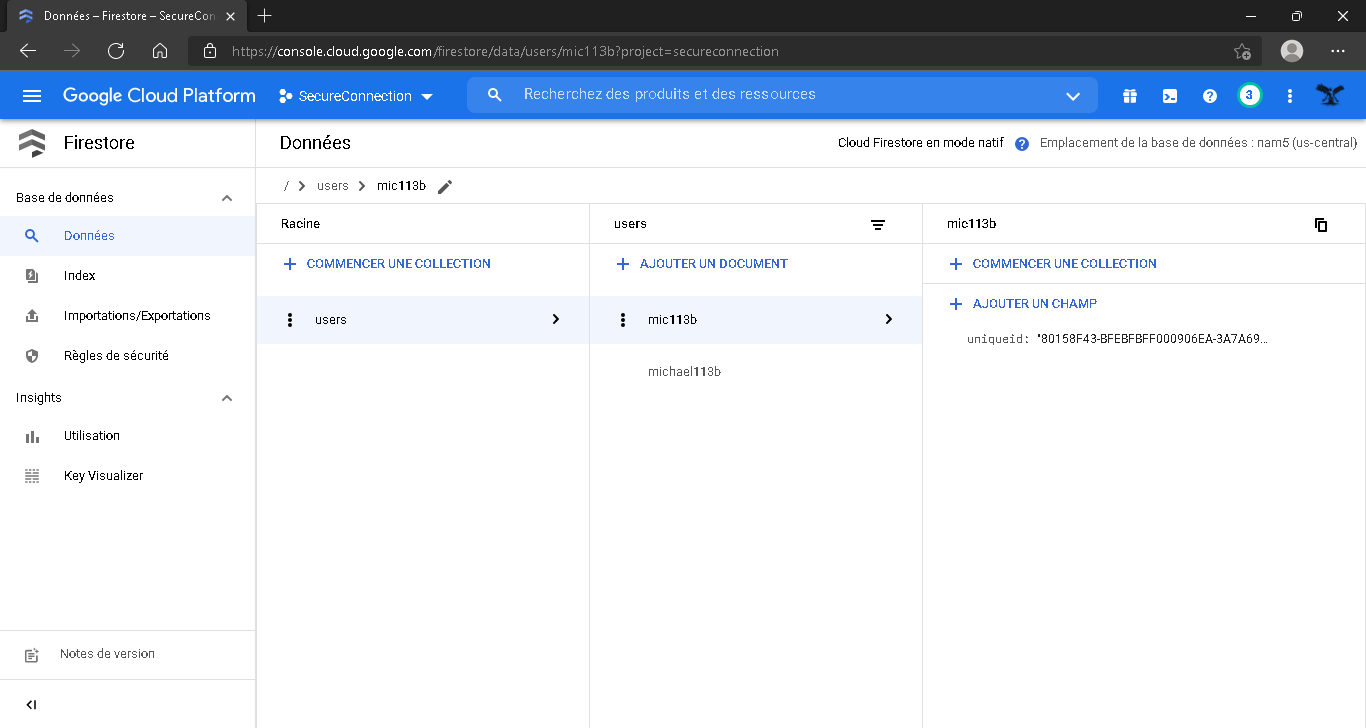 Données – Firestore – SecureCon
https://console.cloud.google.com/firestore/data/users/mic113b?project=secureconnection
Google Cloud Platform
SecureConnection
Recherchez des produits et des ressources
3
Firestore
Données
Cloud Firestore en mode natif
Emplacement de la base de données : nam5 (us-central)
Base de données
Données
Index
Importations/Exportations
Règles de sécurité
Insights
Utilisation
Key Visualizer
Notes de version
/ > users > mic113b
Racine
COMMENCER UNE COLLECTION
users
users
AJOUTER UN DOCUMENT
mic113b
michael113b
mic113b
COMMENCER UNE COLLECTION
AJOUTER UN CHAMP
uniqueid: "80158F43-BFEBFBFF000906EA-3A7A69...